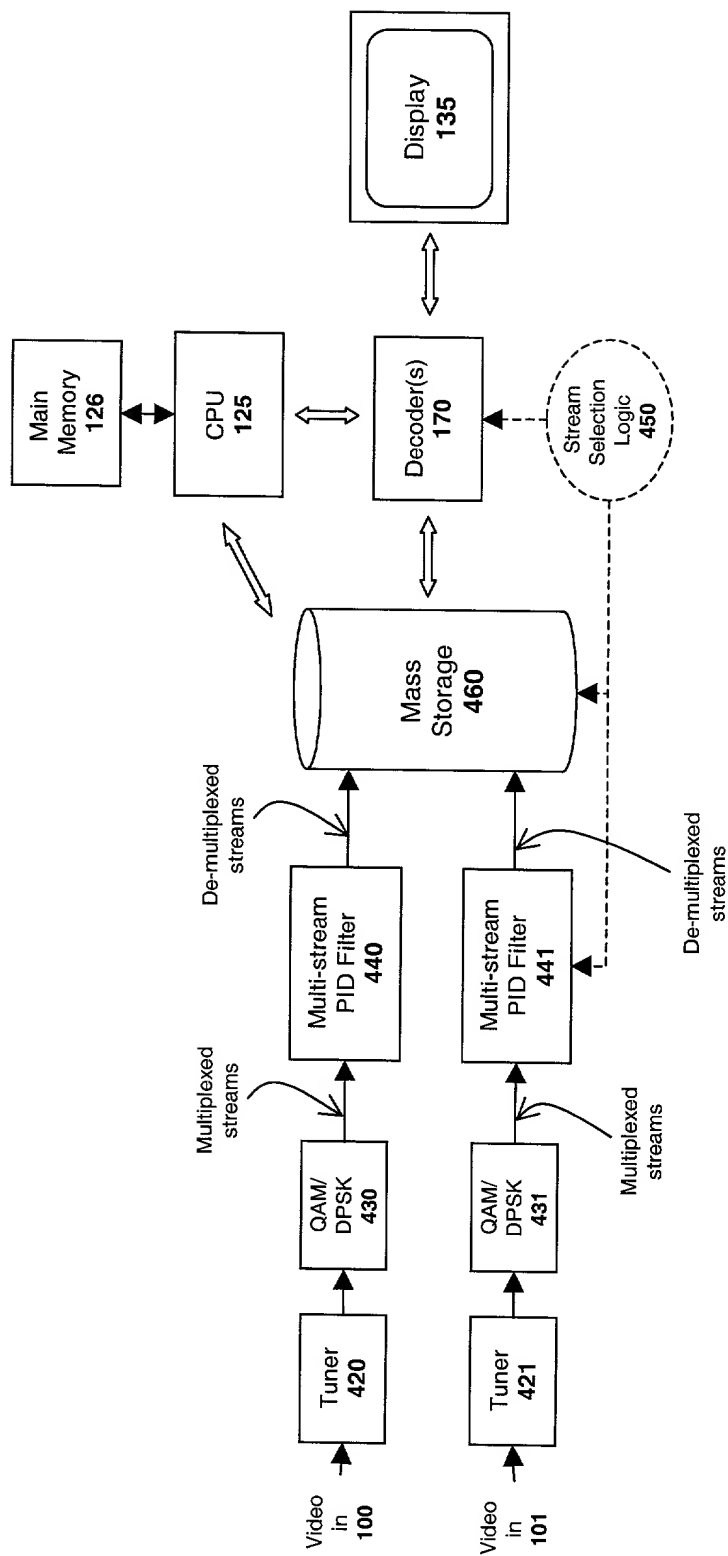 Video
in
100
Tuner
420
QAM/
DPSK
430
Multiplexed
streams
Multi-stream
PID Filter
440
De-multiplexed
streams
Video
in
101
Tuner
421
QAM/
DPSK
431
Multiplexed
streams
Multi-stream
PID Filter
441
De-multiplexed
streams
Mass
Storage
460
Main
Memory
126
CPU
125
Decoder(s)
170
Stream
Selection
Logic
450
Display
135